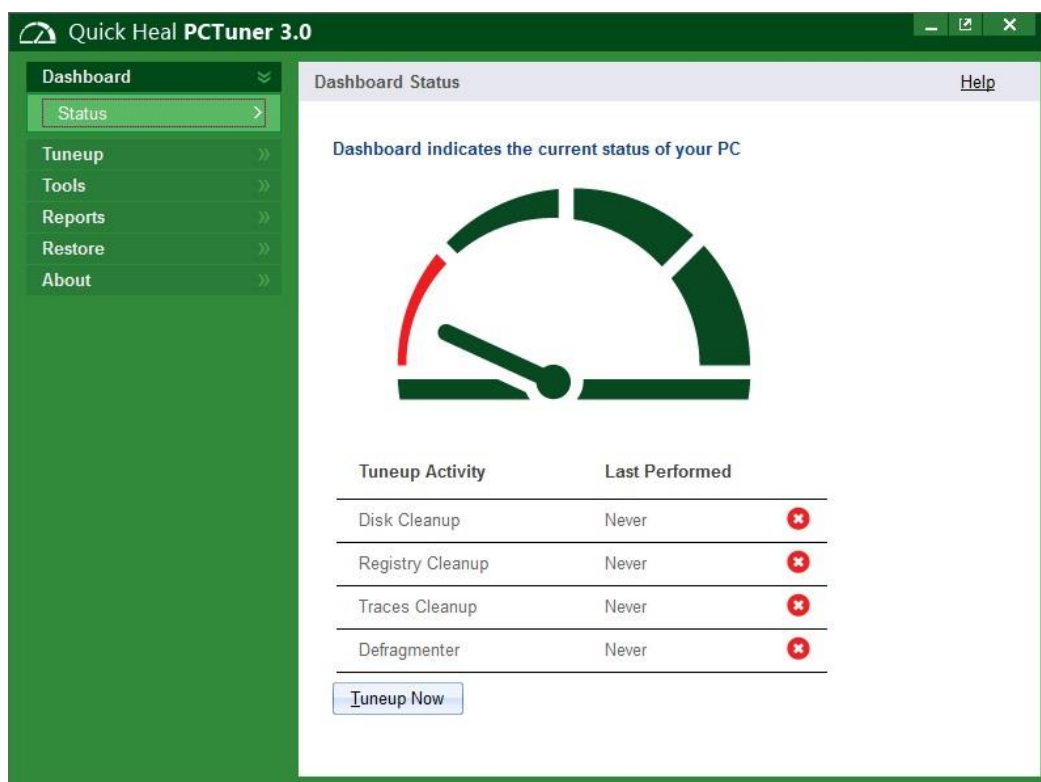 Quick Heal PCTuner 3.0
Dashboard
Status
Tuneup
Tools
Reports
Restore
About
Dashboard Status Help
Dashboard indicates the current status of your PC
Tuneup Activity Last Performed
Disk Cleanup Never
Registry Cleanup Never
Traces Cleanup Never
Defragmenter Never
Tuneup Now